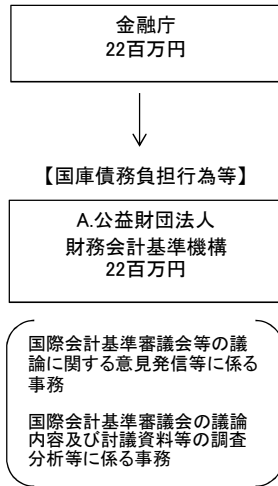 金融庁
22百万円
【国庫債務負担行為等】
A.公益財団法人
財務会計基準機構
22百万円
国際会計基準審議会等の議
論に関する意見発信等に係る
事務
国際会計基準審議会の議論
内容及び討議資料等の調査
分析等に係る事務